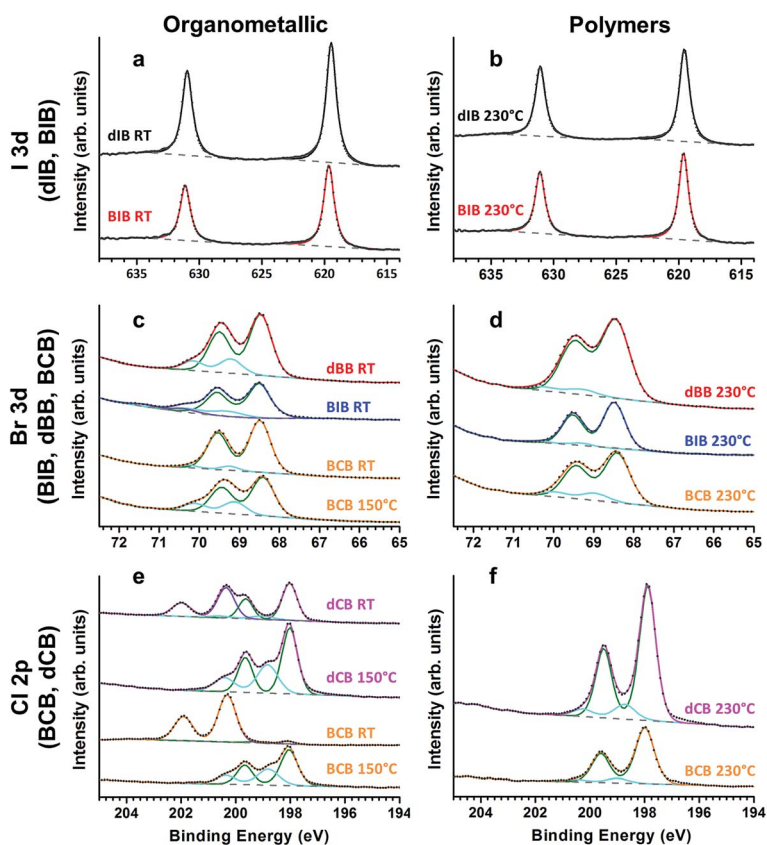 Organometallic
Polymers
I 3d
(dIB, BIB)
Intensity (arb. units)
a
dIB RT
BIB RT
635 630 625 620 615
Intensity (arb. units)
b
dIB 230°C
BIB 230°C
635 630 625 620 615
Br 3d
(BIB, dBB, BCB)
Intensity (arb. units)
c
dBB RT
BIB RT
BCB RT
BCB 150°C
72 71 70 69 68 67 66 65
Intensity (arb. units)
d
dBB 230°C
BIB 230°C
BCB 230°C
72 71 70 69 68 67 66 65
Cl 2p
(BCB, dCB)
Intensity (arb. units)
e
dCB RT
dCB 150°C
BCB RT
BCB 150°C
204 202 200 198 196 194
Binding Energy (eV)
Intensity (arb. units)
f
dCB 230°C
BCB 230°C
204 202 200 198 196 194
Binding Energy (eV)